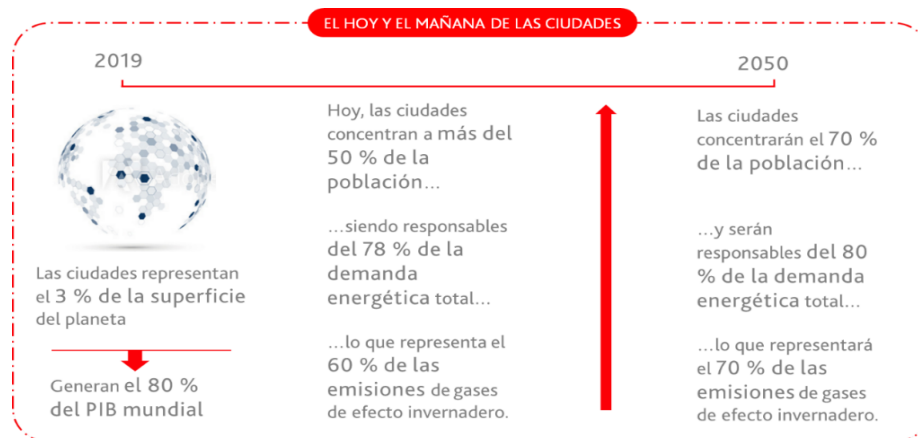 EL HOY Y EL MAÑANA DE LAS CIUDADES
2019
2050
Las ciudades representan
el 3 % de la superficie
del planeta
Generan el 80 %
del PIB mundial
Hoy, las ciudades
concentran a más del
50 % de la
población...
...siendo responsables
del 78 % de la
demanda
energética total...
...lo que representa el
60 % de las
emisiones de gases
de efecto invernadero.
Las ciudades
concentrarán el 70 %
de la población...
...y serán
responsables del 80
% de la demanda
energética total...
...lo que representará
el 70 % de las
emisiones de gases
de efecto invernadero.